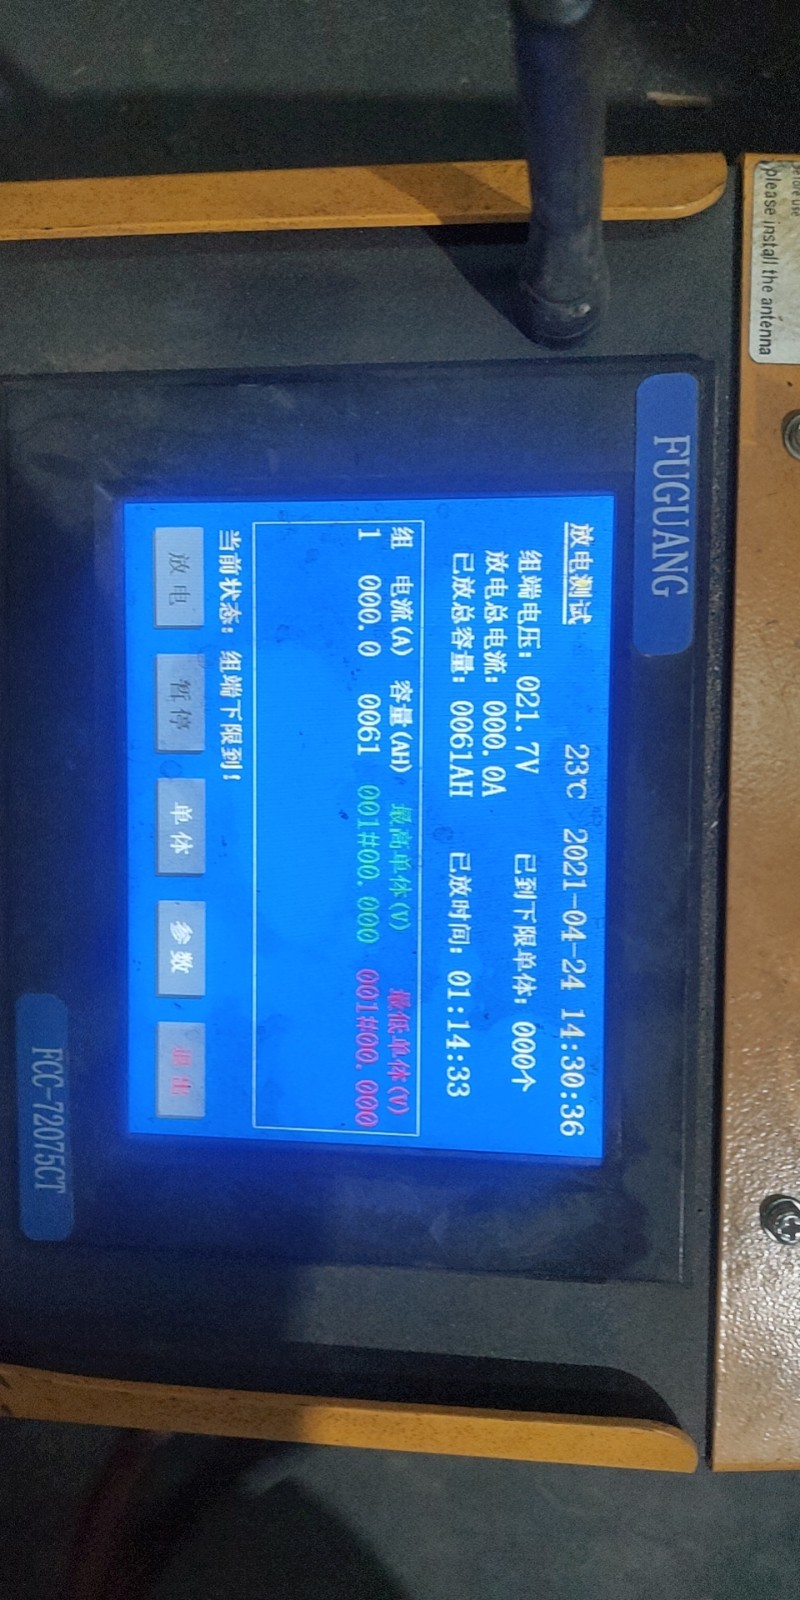 before use
please install the antenna
FUGUANG
放电测试 23℃ 2021-04-24 14:30:36
组端电压: 021.7V 已到下限单体: 000个
放电总电流: 000.0A
已放总容量: 0061AH 已放时间: 01:14:33
组 电流(A) 容量(AH) 最高单体(V) 最低单体(V)
1 000.0 0061 001#00.000 001#00.000
当前状态: 组端下限到!
放电 暂停 单体 参数 退出
FCC-72075CT